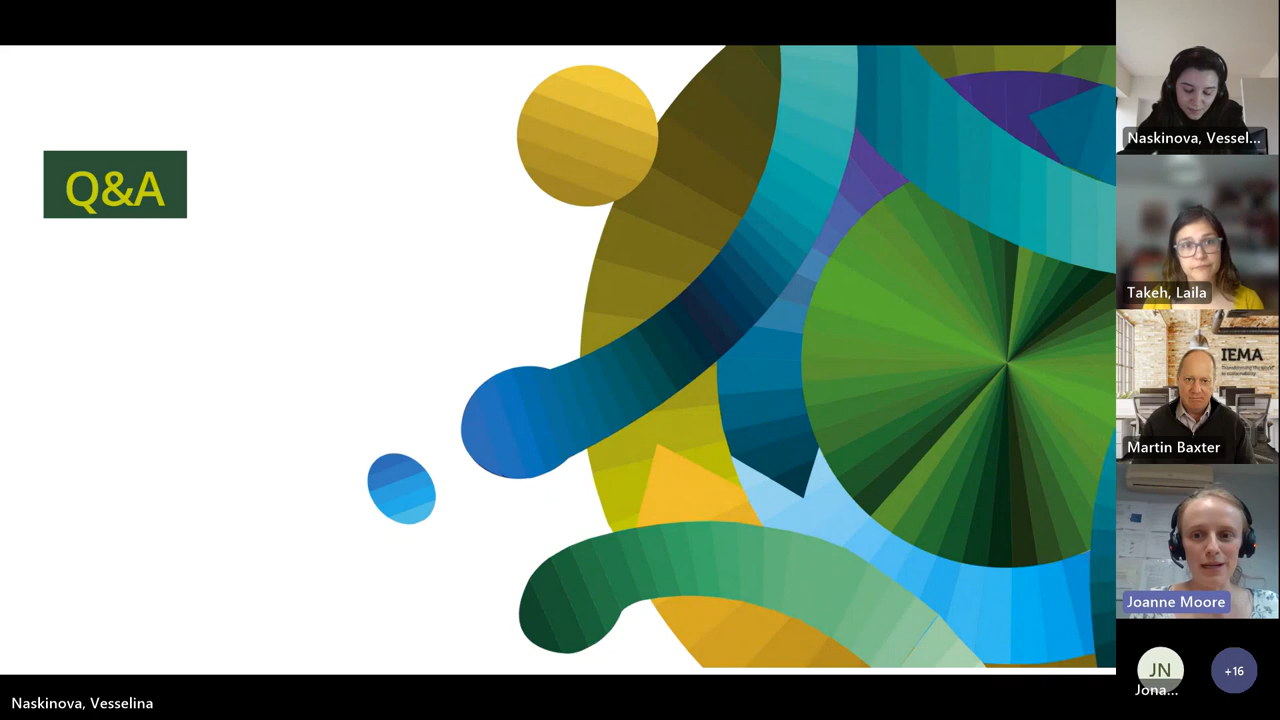 Q&A
Naskinova, Vessel...
Takeh, Laila
IEMA
Martin Baxter
Joanne Moore
JN
Jona...
+16
Naskinova, Vesselina